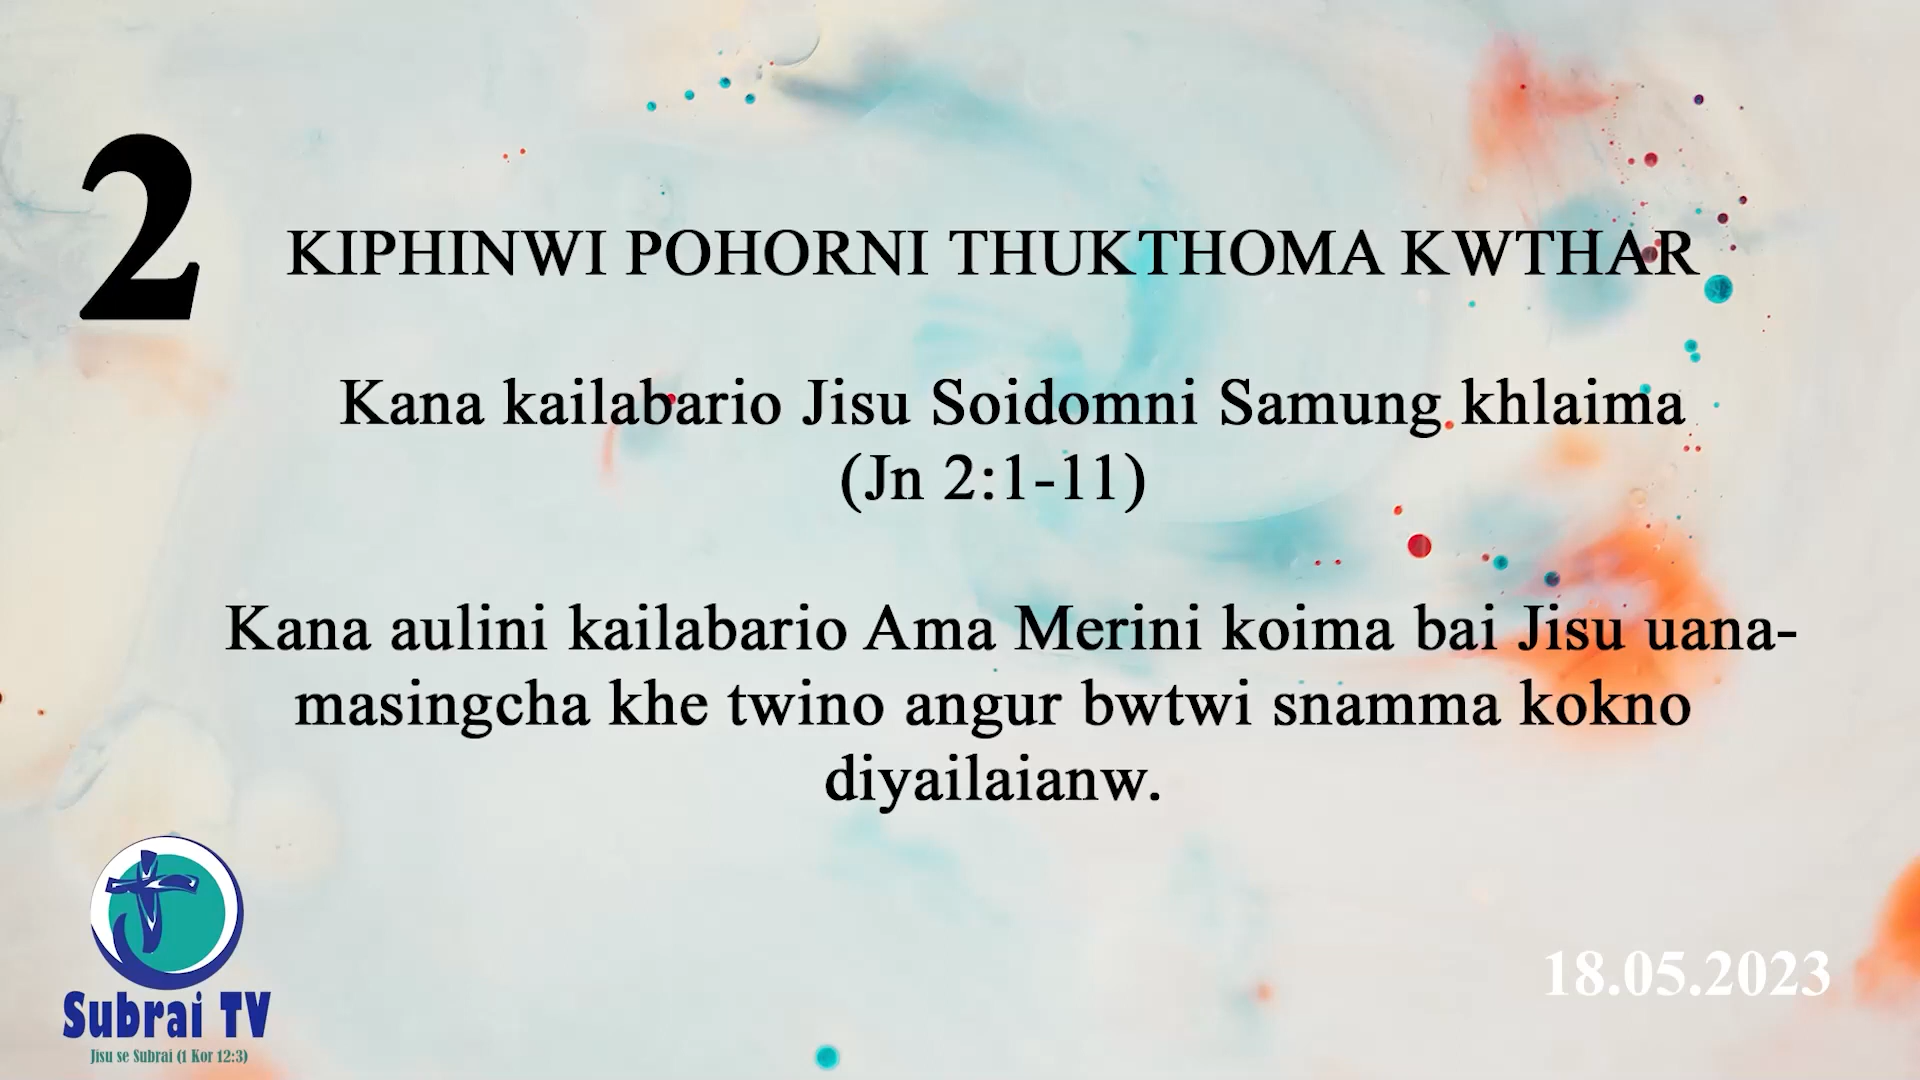 2
KIPHINWI POHORNI THUKTHOMA KWTHAR
Kana kailabario Jisu Soidomni Samung khlaima
(Jn 2:1-11)
Kana aulini kailabario Ama Merini koima bai Jisu uana-
masingcha khe twino angur bwtwi snamma kokno
diyailaianw.
Subrai TV
Jisu se Subrai (1 Kor 12:3)
18.05.2023